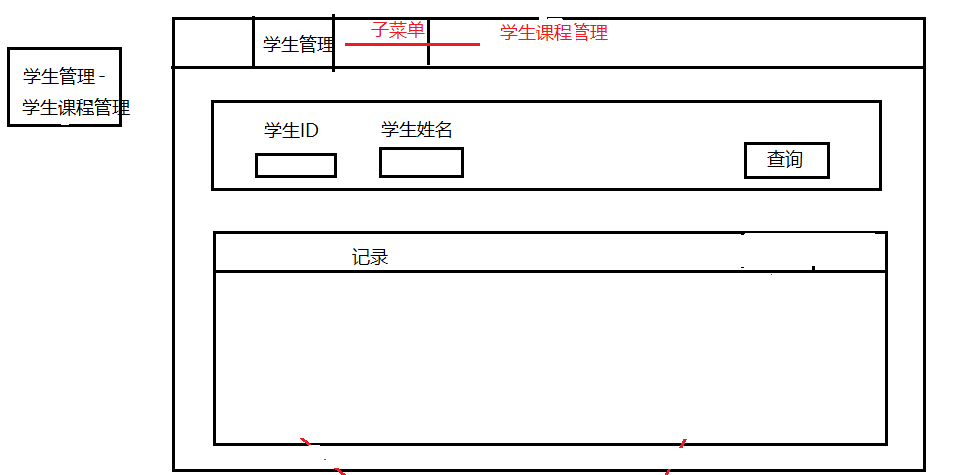 学生管理 -
学生课程管理
学生管理
子菜单
学生课程管理
学生ID
学生姓名
查询
记录